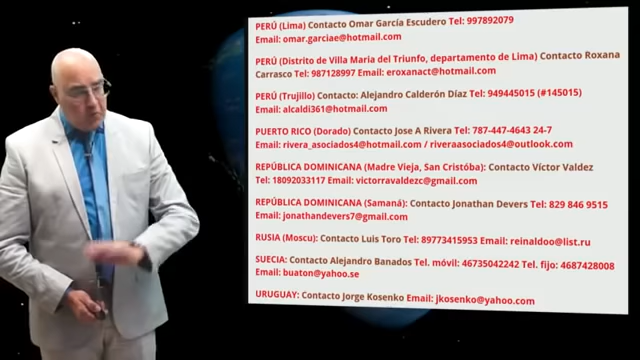 PERÚ (Lima) Contacto Omar García Escudero Tel: 997892079
Email: omar.garciae@hotmail.com
PERÚ (Distrito de Villa Maria del Triunfo, departamento de Lima) Contacto Roxana
Carrasco Tel: 987128997 Email: eroxanact@hotmail.com
PERÚ (Trujillo) Contacto: Alejandro Calderón Díaz Tel: 949445015 (#145015)
Email: alcaldi361@hotmail.com
PUERTO RICO (Dorado) Contacto Jose A Rivera Tel: 787-447-4643 24-7
Email: rivera_asociados4@hotmail.com / riveraasociados4@outlook.com
REPÚBLICA DOMINICANA (Madre Vieja, San Cristóba): Contacto Víctor Valdez
Tel: 18092033117 Email: victorravaldezc@gmail.com
REPÚBLICA DOMINICANA (Samaná): Contacto Jonathan Devers Tel: 829 846 9515
Email: jonathandevers7@gmail.com
RUSIA (Moscu): Contacto Luis Toro Tel: 89773415953 Email: reinaldoo@list.ru
SUECIA: Contacto Alejandro Banados Tel. móvil: 46735042242 Tel. fijo: 4687428008
Email: buaton@yahoo.se
URUGUAY: Contacto Jorge Kosenko Email: jkosenko@yahoo.com